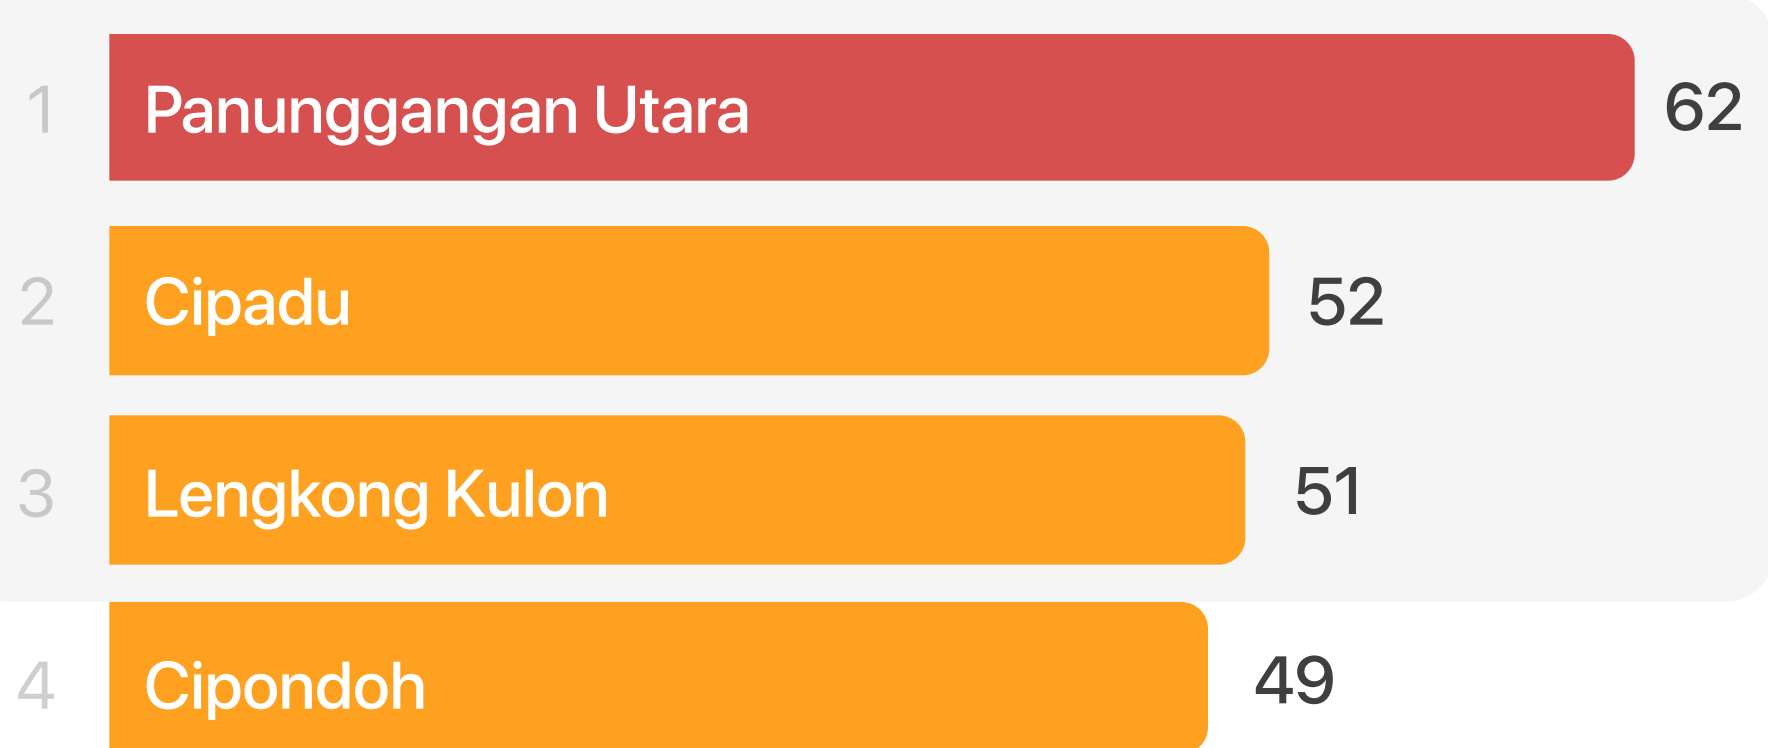 1 Panunggangan Utara 62
2 Cipadu 52
3 Lengkong Kulon 51
4 Cipondoh 49